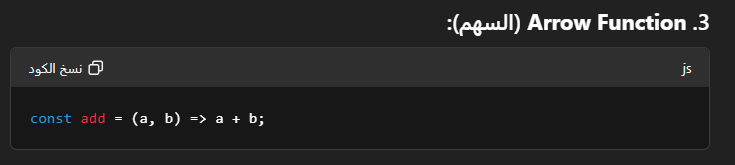 3. Arrow Function (السهم):
js
نسخ الكود
const add = (a, b) => a + b;